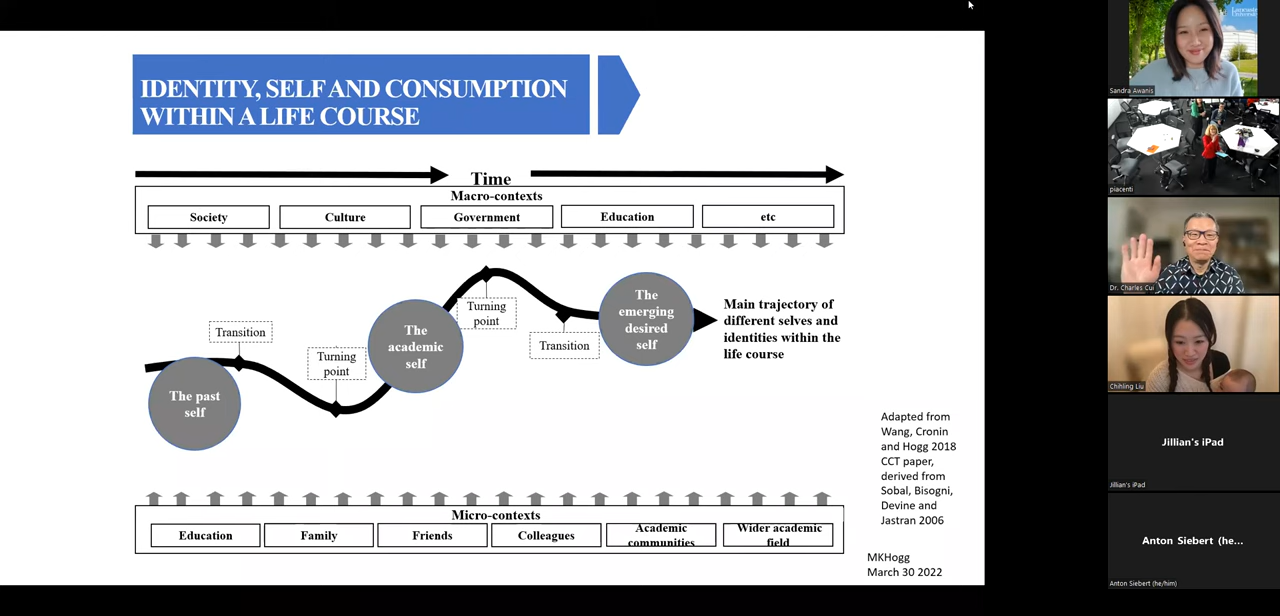 IDENTITY, SELF AND CONSUMPTION
WITHIN A LIFE COURSE
Time
Macro-contexts
Society
Culture
Government
Education
etc
Transition
Turning
point
The past
self
The
academic
self
Turning
point
Transition
The
emerging
desired
self
Main trajectory of
different selves and
identities within the
life course
Adapted from
Wang, Cronin
and Hogg 2018
CCT paper,
derived from
Sobal, Bisogni,
Devine and
Jastran 2006
Micro-contexts
Education
Family
Friends
Colleagues
Academic
communities
Wider academic
field
MKHogg
March 30 2022
Lancaster
University
Sandra Awanis
piacenti
Dr. Charles Cui
Chihling Liu
Jillian's iPad
Jillian's iPad
Anton Siebert (he...
Anton Siebert (he/him)